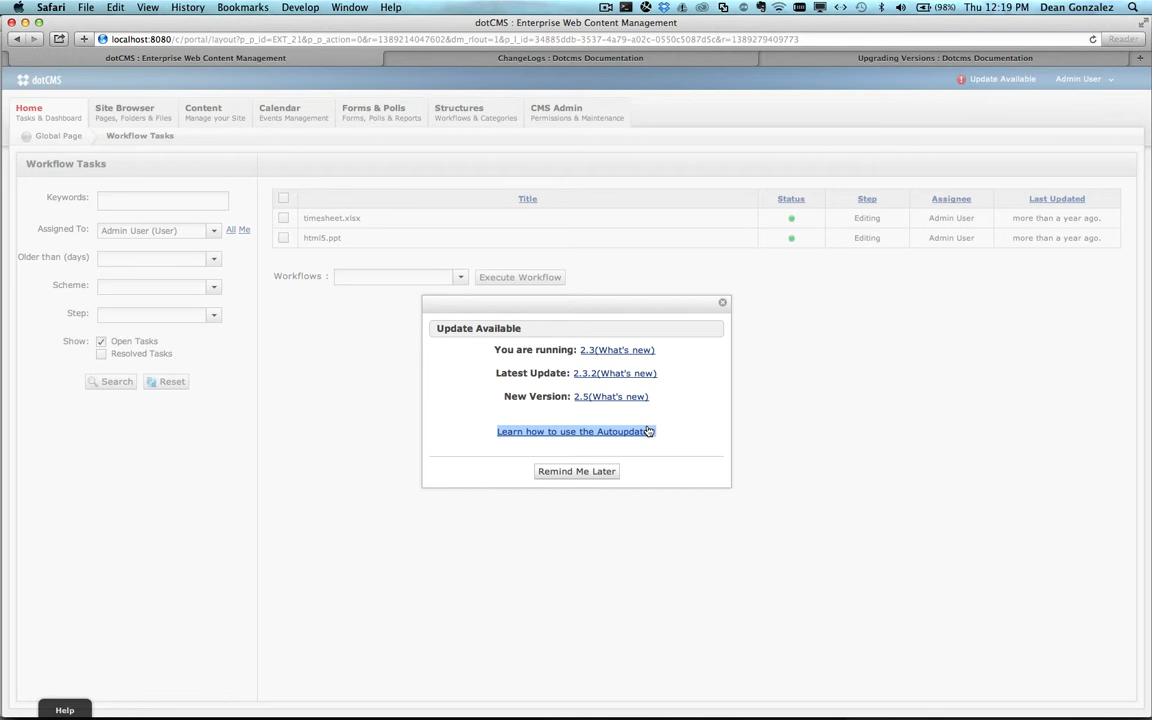 Safari File Edit View History Bookmarks Develop Window Help (98%) Thu 12:19 PM Dean Gonzalez
dotCMS : Enterprise Web Content Management
localhost:8080/c/portal/layout?p_p_id=EXT_21&p_p_action=0&r=1389214047602&dm_rlout=1&p_l_id=34885ddb-3537-4a79-a02c-0550c5087d5c&r=1389279409773 Reader
dotCMS : Enterprise Web Content Management ChangeLogs : Dotcms Documentation Upgrading Versions : Dotcms Documentation
dotCMS Update Available Admin User
Home Site Browser Content Calendar Forms & Polls Structures CMS Admin
Tasks & Dashboard Pages, Folders & Files Manage your Site Events Management Forms, Polls & Reports Workflows & Categories Permissions & Maintenance
Global Page Workflow Tasks
Workflow Tasks
Keywords:
Assigned To: Admin User (User) All Me
Older than (days)
Scheme:
Step:
Show: Open Tasks
Resolved Tasks
Search Reset
Title Status Step Assignee Last Updated
timesheet.xlsx Editing Admin User more than a year ago.
html5.ppt Editing Admin User more than a year ago.
Workflows : Execute Workflow
Update Available
You are running: 2.3(What's new)
Latest Update: 2.3.2(What's new)
New Version: 2.5(What's new)
Learn how to use the Autoupdater
Remind Me Later
Help